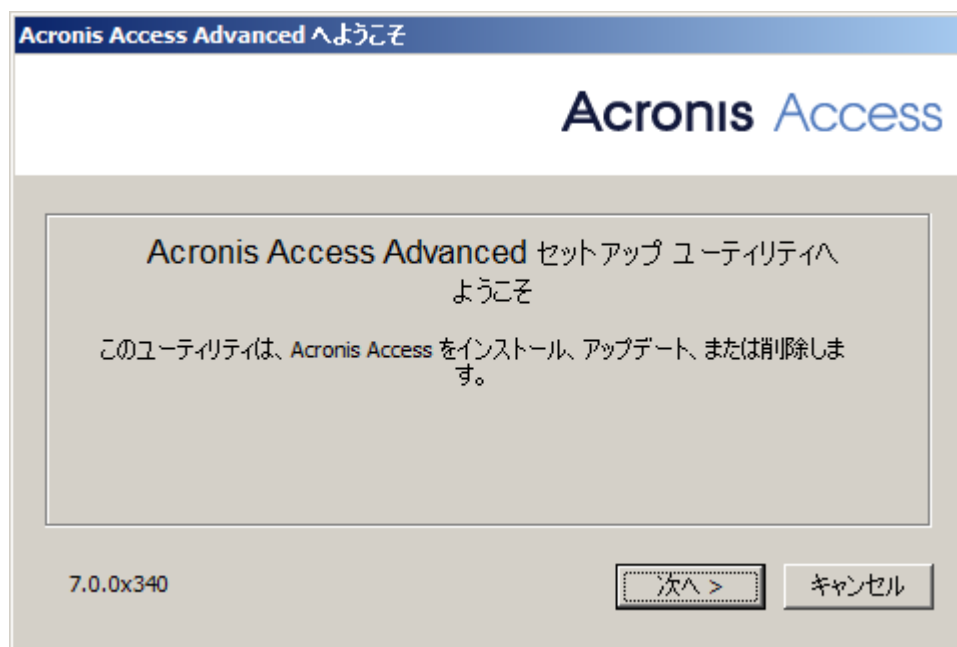 Acronis Access Advanced へようこそ
Acronis Access
Acronis Access Advanced セットアップ ユーティリティへ
ようこそ
このユーティリティは、Acronis Access をインストール、アップデート、または削除しま
す。
7.0.0x340
次へ >
キャンセル